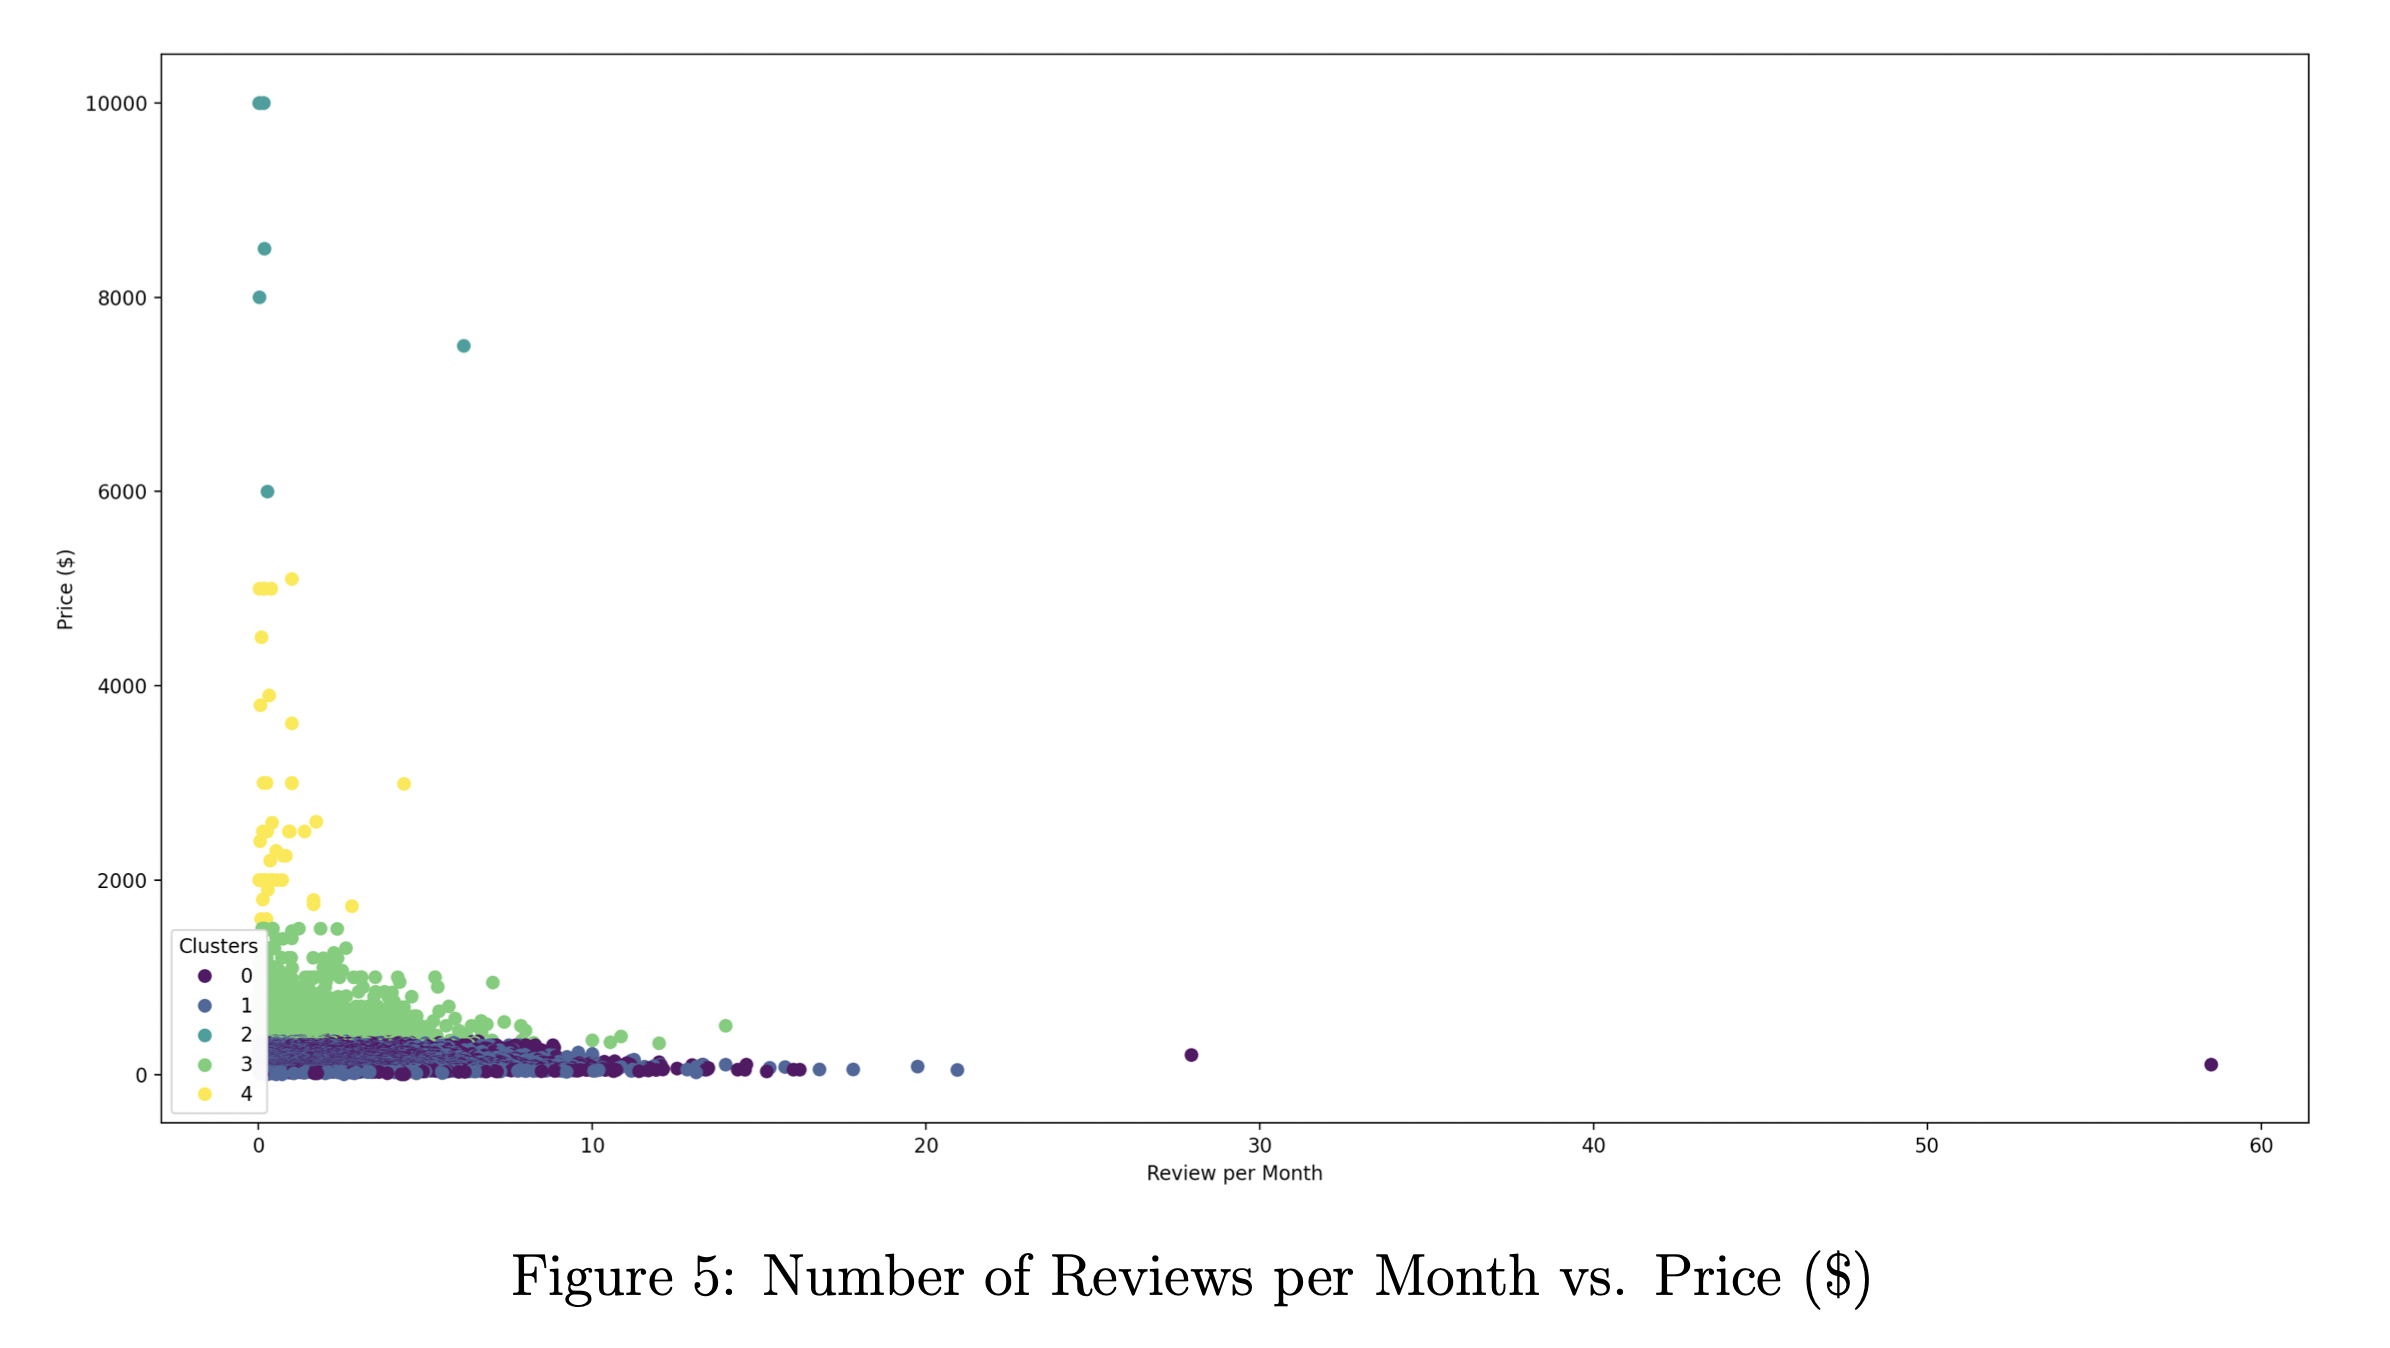 10000
8000
6000
4000
2000
0
Price ($)
Clusters
0
1
2
3
4
0 10 20 30 40 50 60
Review per Month
Figure 5: Number of Reviews per Month vs. Price ($)